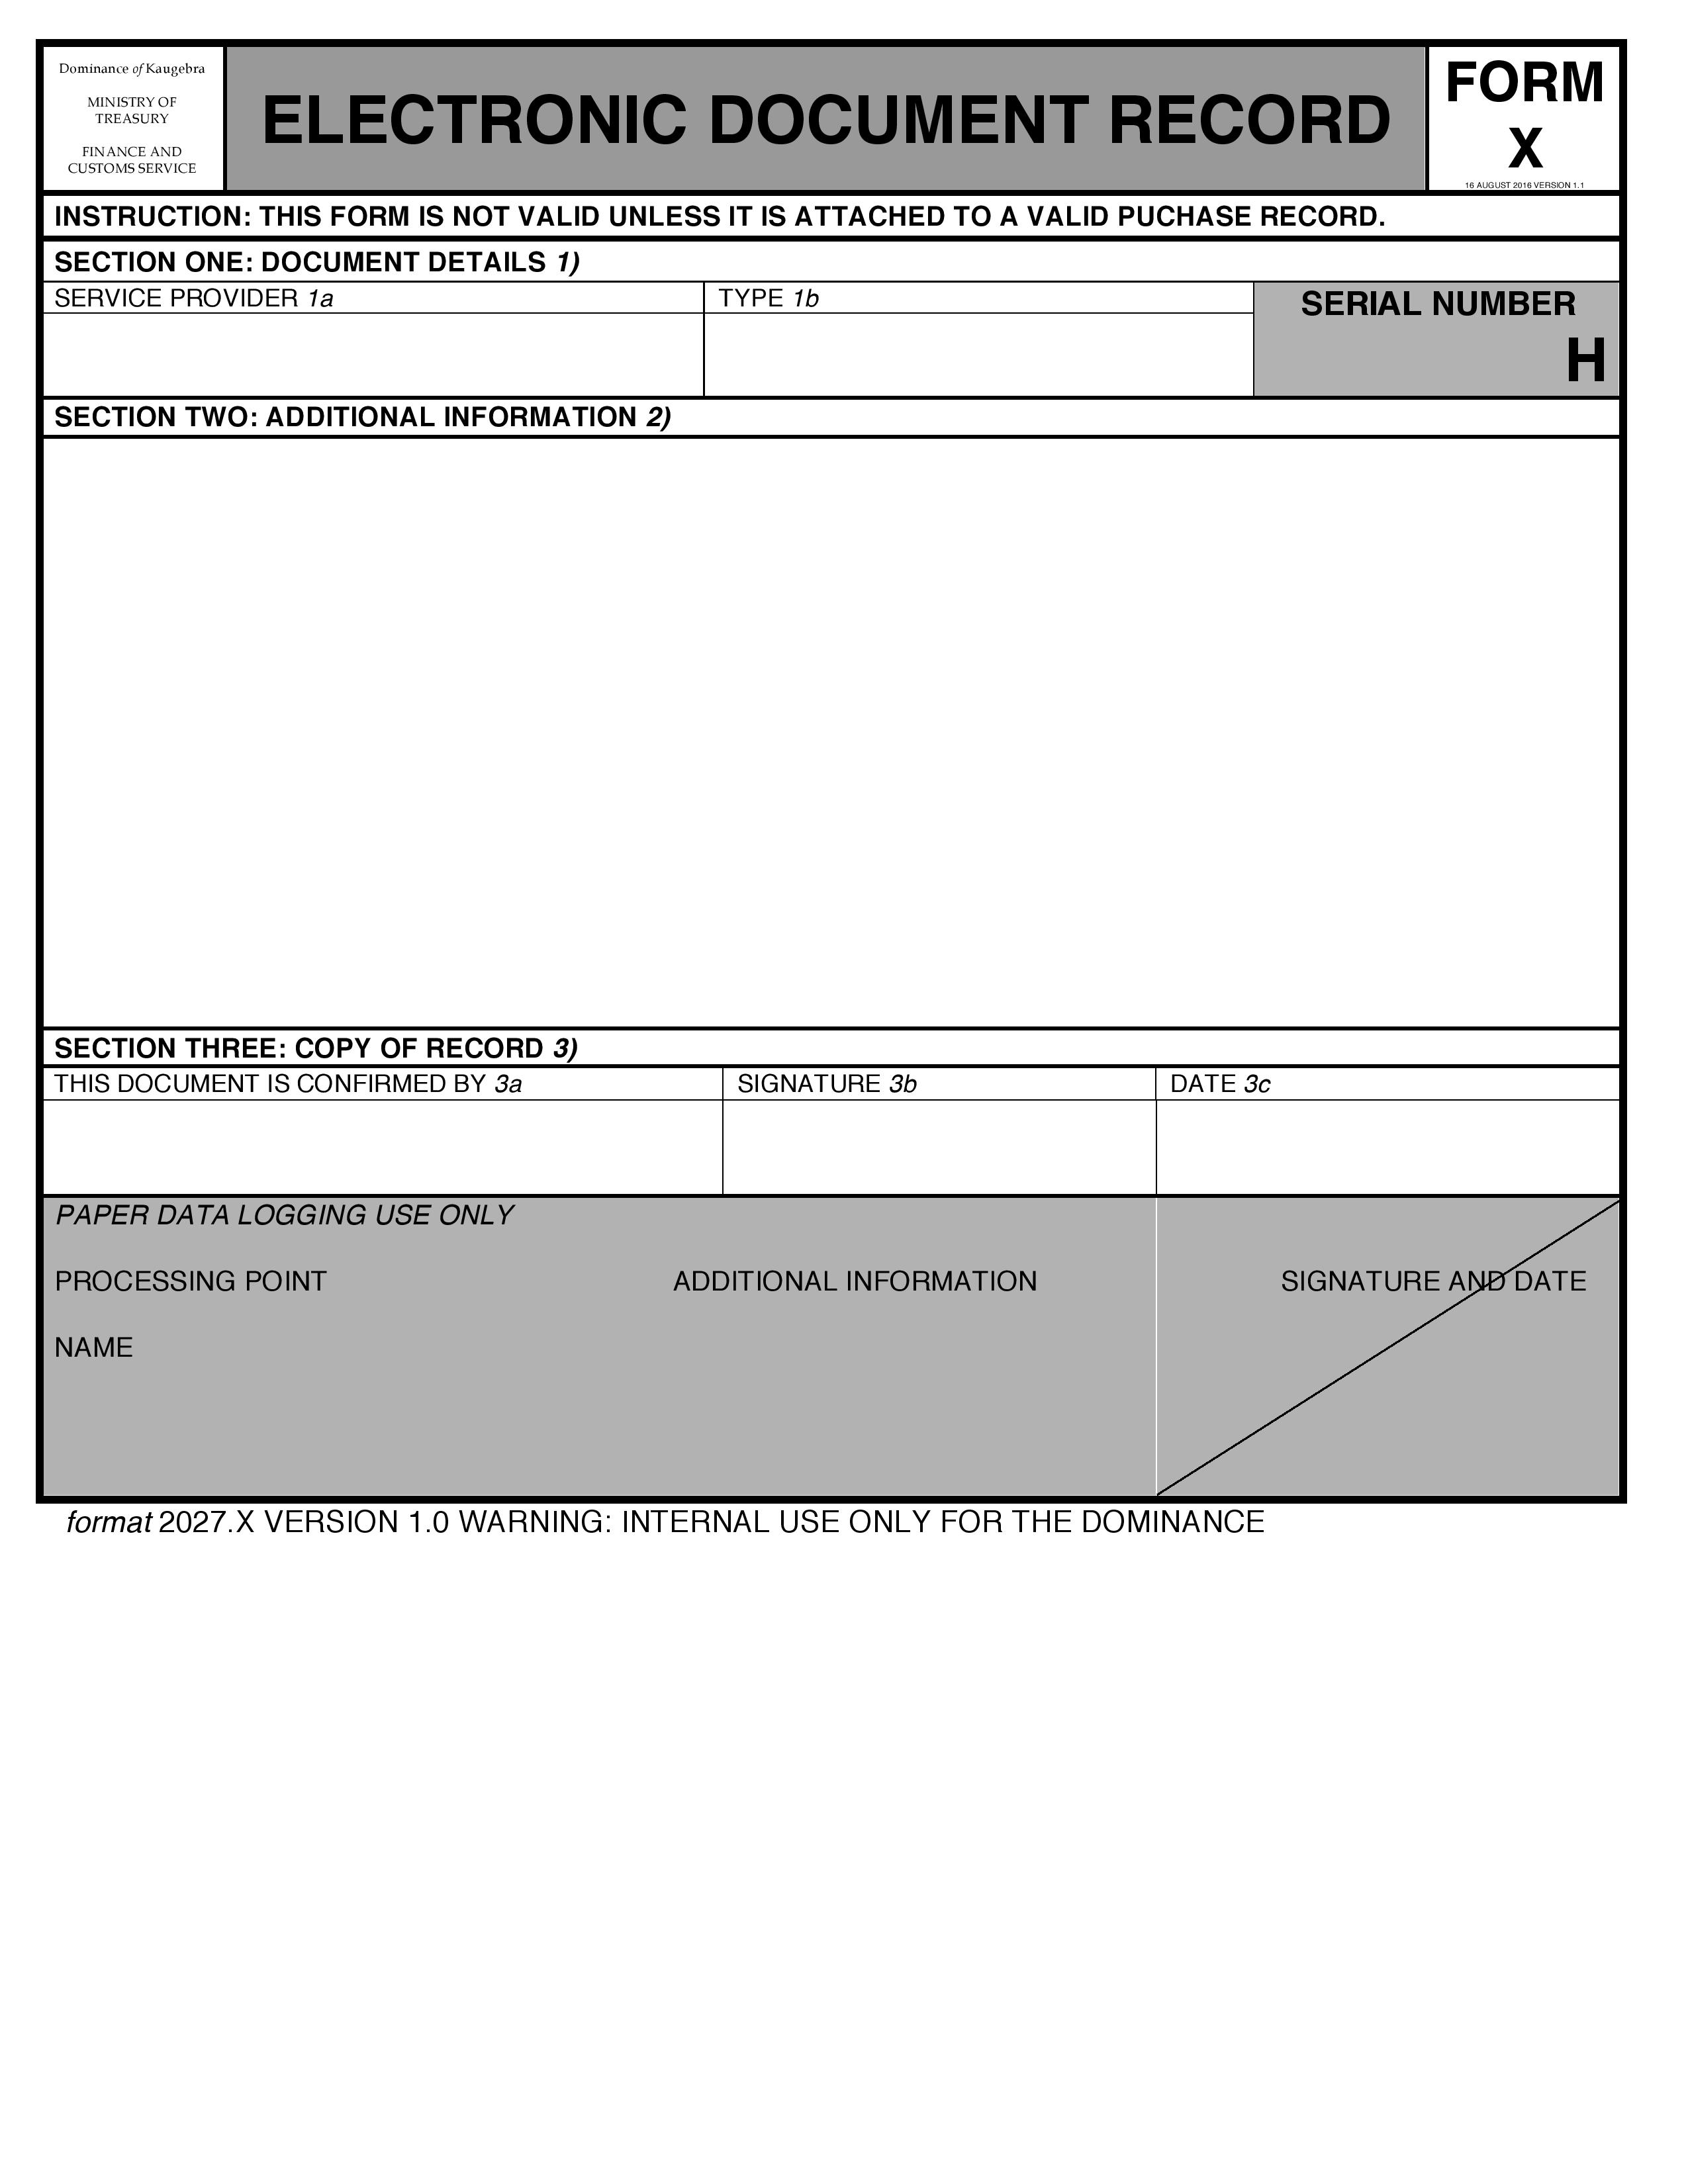 Dominance of Kaugebra
MINISTRY OF
TREASURY
FINANCE AND
CUSTOMS SERVICE
ELECTRONIC DOCUMENT RECORD
FORM
X
16 AUGUST 2016 VERSION 1.1
INSTRUCTION: THIS FORM IS NOT VALID UNLESS IT IS ATTACHED TO A VALID PUCHASE RECORD.
SECTION ONE: DOCUMENT DETAILS 1)
SERVICE PROVIDER 1a
TYPE 1b
SERIAL NUMBER
H
SECTION TWO: ADDITIONAL INFORMATION 2)
SECTION THREE: COPY OF RECORD 3)
THIS DOCUMENT IS CONFIRMED BY 3a
SIGNATURE 3b
DATE 3c
PAPER DATA LOGGING USE ONLY
PROCESSING POINT
ADDITIONAL INFORMATION
SIGNATURE AND DATE
NAME
format 2027.X VERSION 1.0 WARNING: INTERNAL USE ONLY FOR THE DOMINANCE